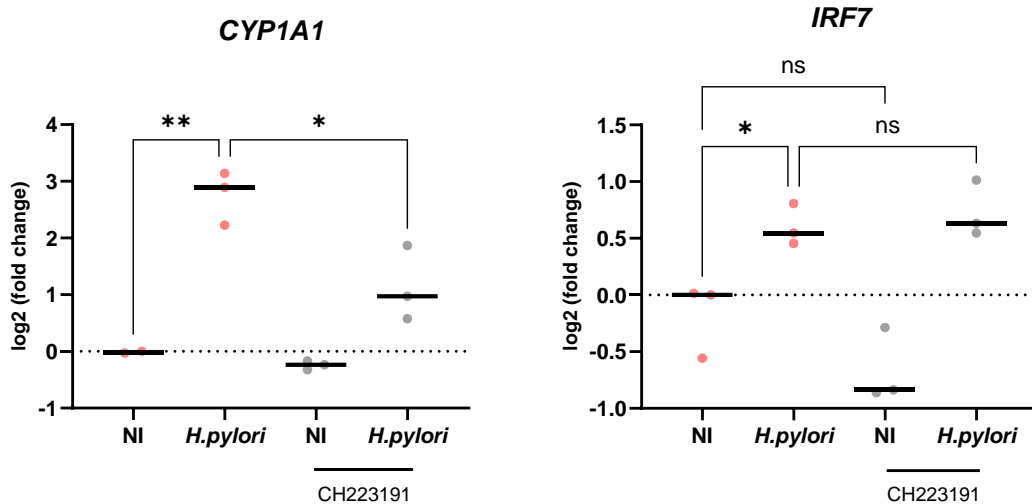 CYP1A1
** *
log2 (fold change)
4
3
2
1
0
-1
NI H.pylori NI H.pylori
CH223191
IRF7
ns
* ns
log2 (fold change)
1.5
1.0
0.5
0.0
-0.5
-1.0
NI H.pylori NI H.pylori
CH223191